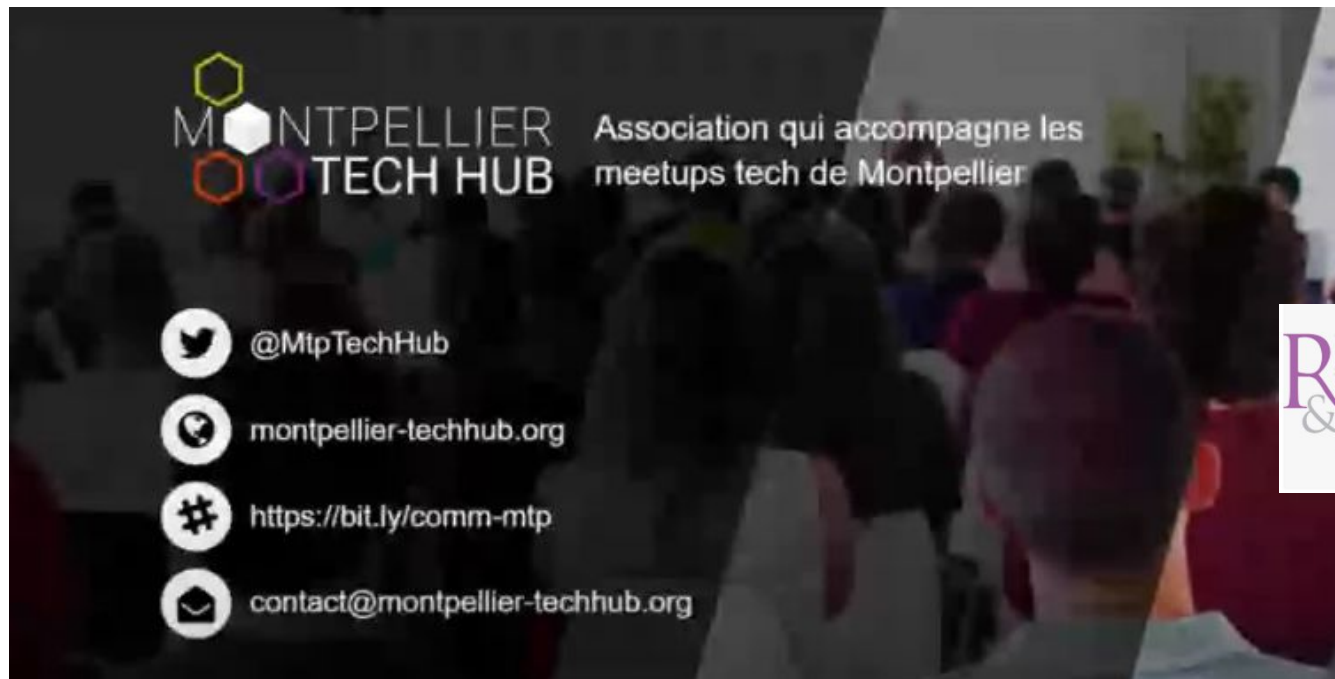 MONTPELLIER
TECH HUB
Association qui accompagne les
meetups tech de Montpellier
@MtpTechHub
montpellier-techhub.org
https://bit.ly/comm-mtp
contact@montpellier-techhub.org
R
&